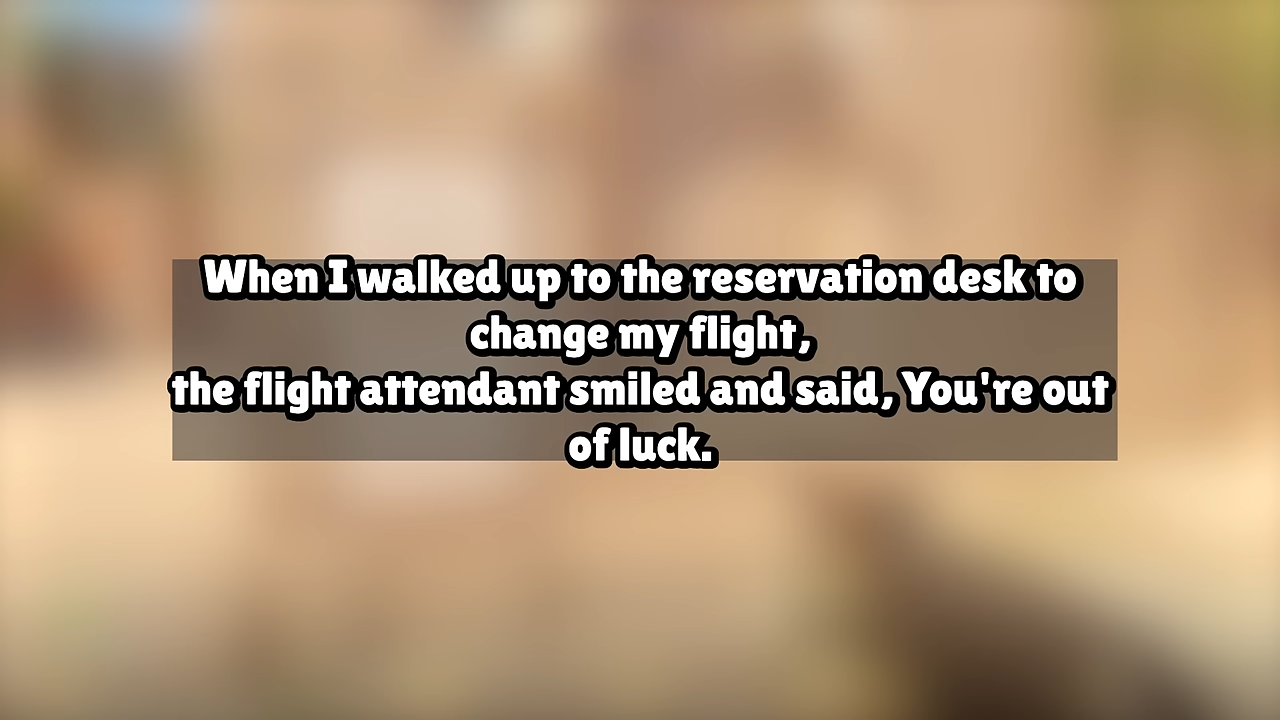 When I walked up to the reservation desk to
change my flight,
the flight attendant smiled and said, You're out
of luck.